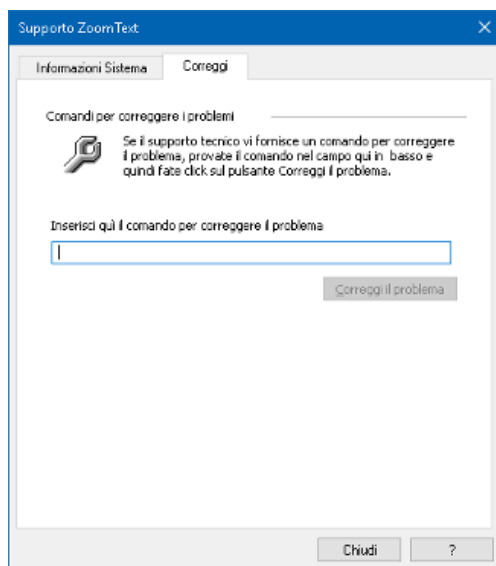 Supporto ZoomText
Informazioni Sistema
Correggi
Comandi per correggere i problemi
Se il supporto tecnico vi fornisce un comando per correggere
il problema, provate il comando nel campo qui in basso e
quindi fate click sul pulsante Correggi il problema.
Inserisci quì il comando per correggere il problema
Correggi il problema
Chiudi
?